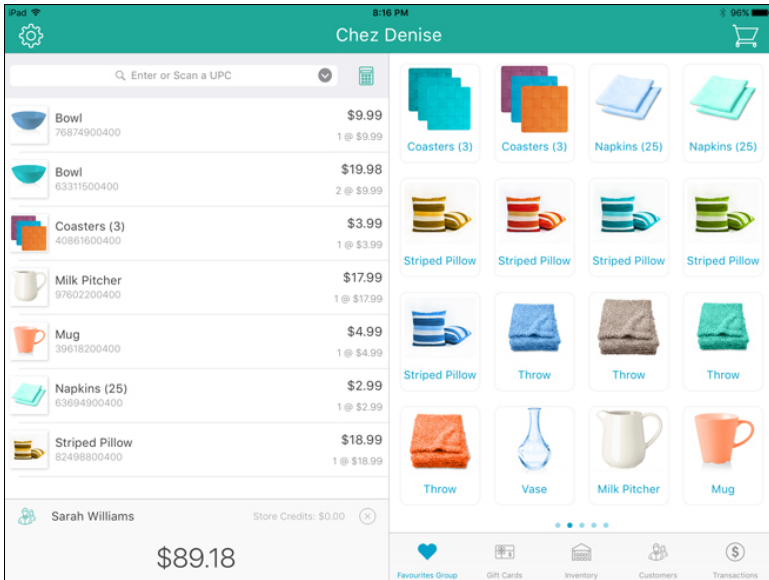 iPad
8:16 PM
96%
Chez Denise
Enter or Scan a UPC
Bowl
$9.99
76874900400
1 @ $9.99
Bowl
$19.98
63311500400
2 @ $9.99
Coasters (3)
$3.99
40861600400
1 @ $3.99
Milk Pitcher
$17.99
97602200400
1 @ $17.99
Mug
$4.99
39618200400
1 @ $4.99
Napkins (25)
$2.99
63694900400
1 @ $2.99
Striped Pillow
$18.99
82498800400
1 @ $18.99
Sarah Williams
Store Credits: $0.00
$89.18
Coasters (3)
Coasters (3)
Napkins (25)
Napkins (25)
Striped Pillow
Striped Pillow
Striped Pillow
Striped Pillow
Striped Pillow
Throw
Throw
Throw
Throw
Vase
Milk Pitcher
Mug
Favourites Group
Gift Cards
Inventory
Customers
Transactions